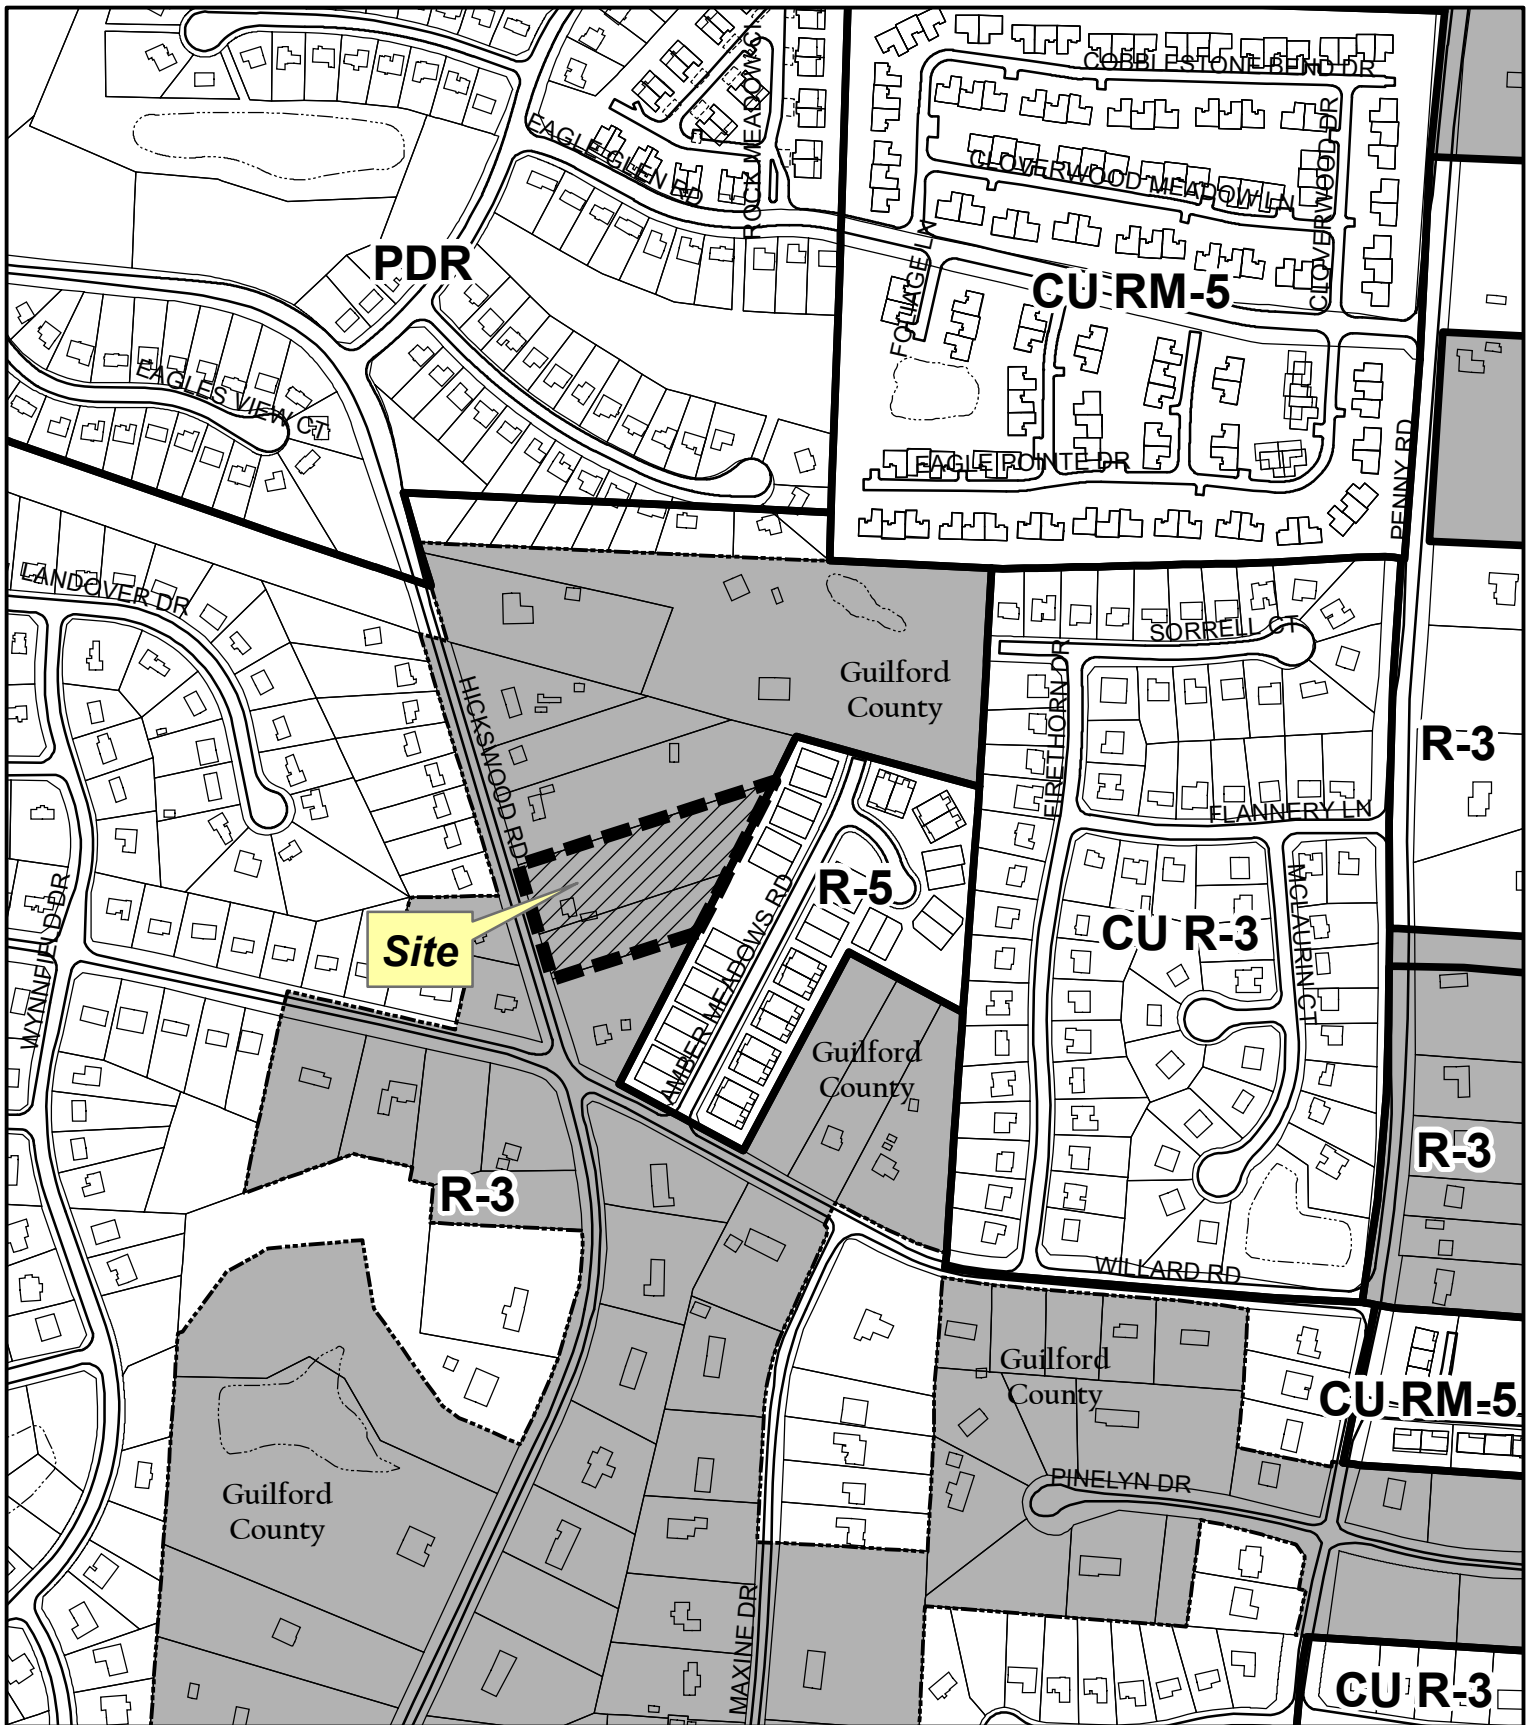 COBBLESTONE BEND DR
ROCK MEADOW CT
EAGLE GLEN RD
CLOVERWOOD MEADOW LN
CLOVERWOOD DR
FOLIAGE LN
PDR
CU RM-5
EAGLES VIEW CT
EAGLE POINTE DR
PENNY RD
LANDOVER DR
SORRELL CT
FIRETHORN DR
Guilford
County
HICKSWOOD RD
R-3
FLANNERY LN
R-5
MCLAURIN CT
WYNNFIELD DR
Site
CU R-3
AMBER MEADOWS RD
Guilford
County
R-3
R-3
WILLARD RD
Guilford
County
CU RM-5
PINELYN DR
Guilford
County
MAXINE DR
CU R-3